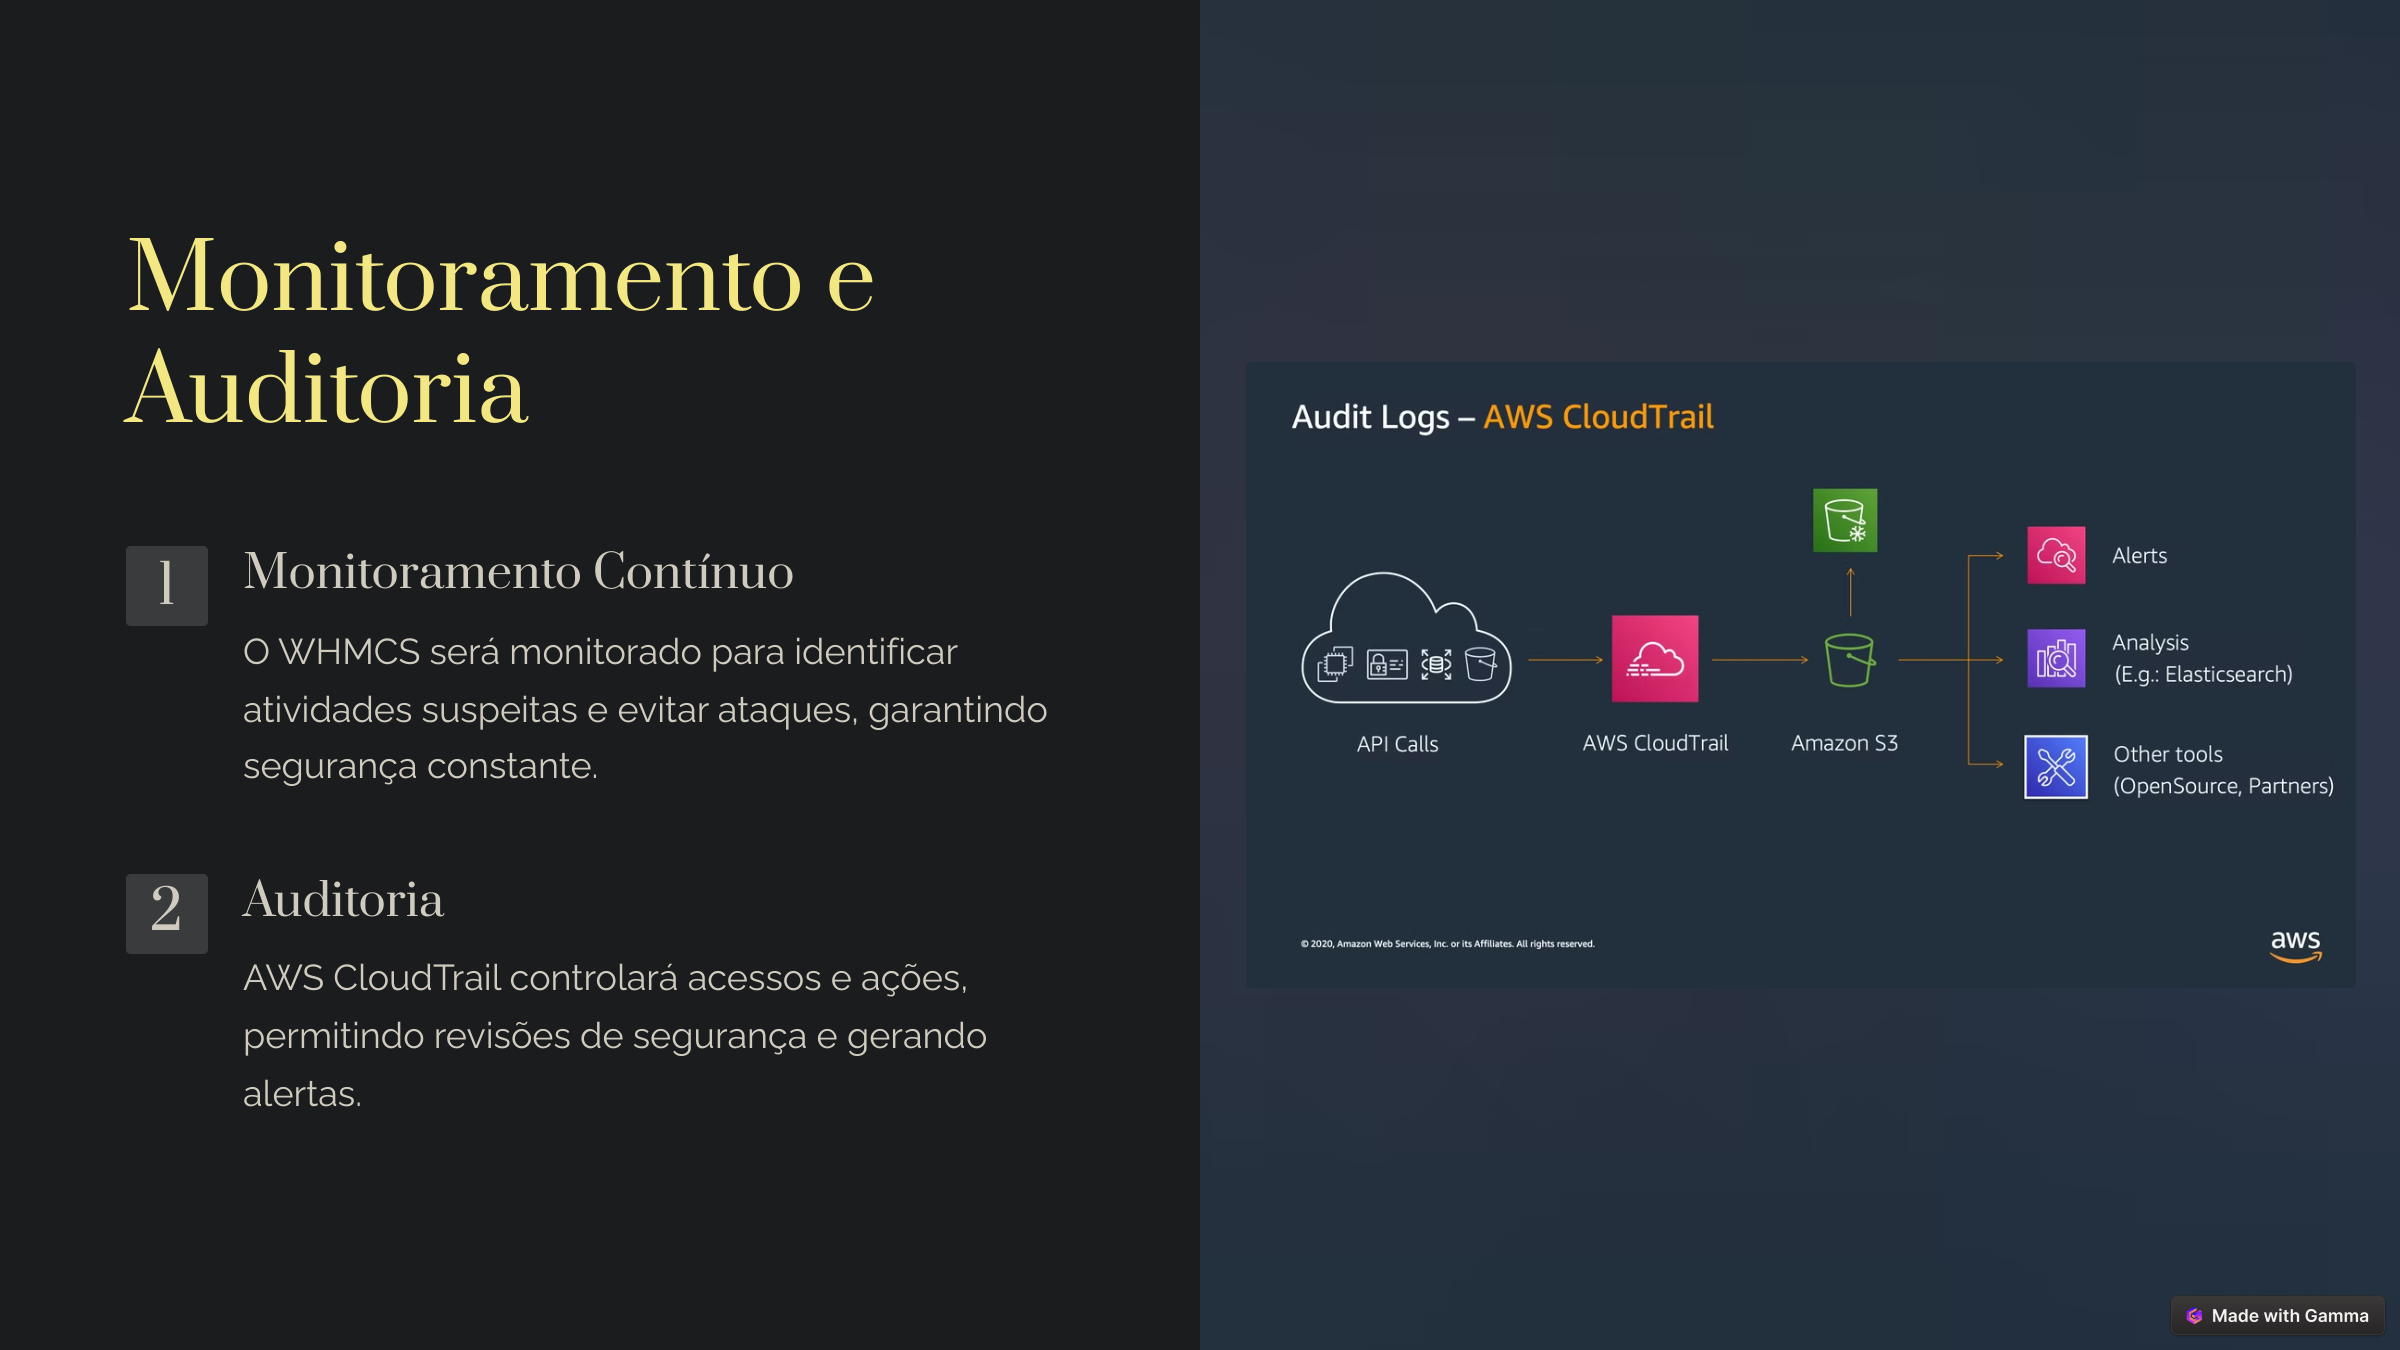 Monitoramento e
Auditoria
1
Monitoramento Contínuo
O WHMCS será monitorado para identificar
atividades suspeitas e evitar ataques, garantindo
segurança constante.
2
Auditoria
AWS CloudTrail controlará acessos e ações,
permitindo revisões de segurança e gerando
alertas.
Audit Logs – AWS CloudTrail
API Calls
AWS CloudTrail
Amazon S3
Alerts
Analysis
(E.g.: Elasticsearch)
Other tools
(OpenSource, Partners)
© 2020, Amazon Web Services, Inc. or its Affiliates. All rights reserved.
aws
Made with Gamma